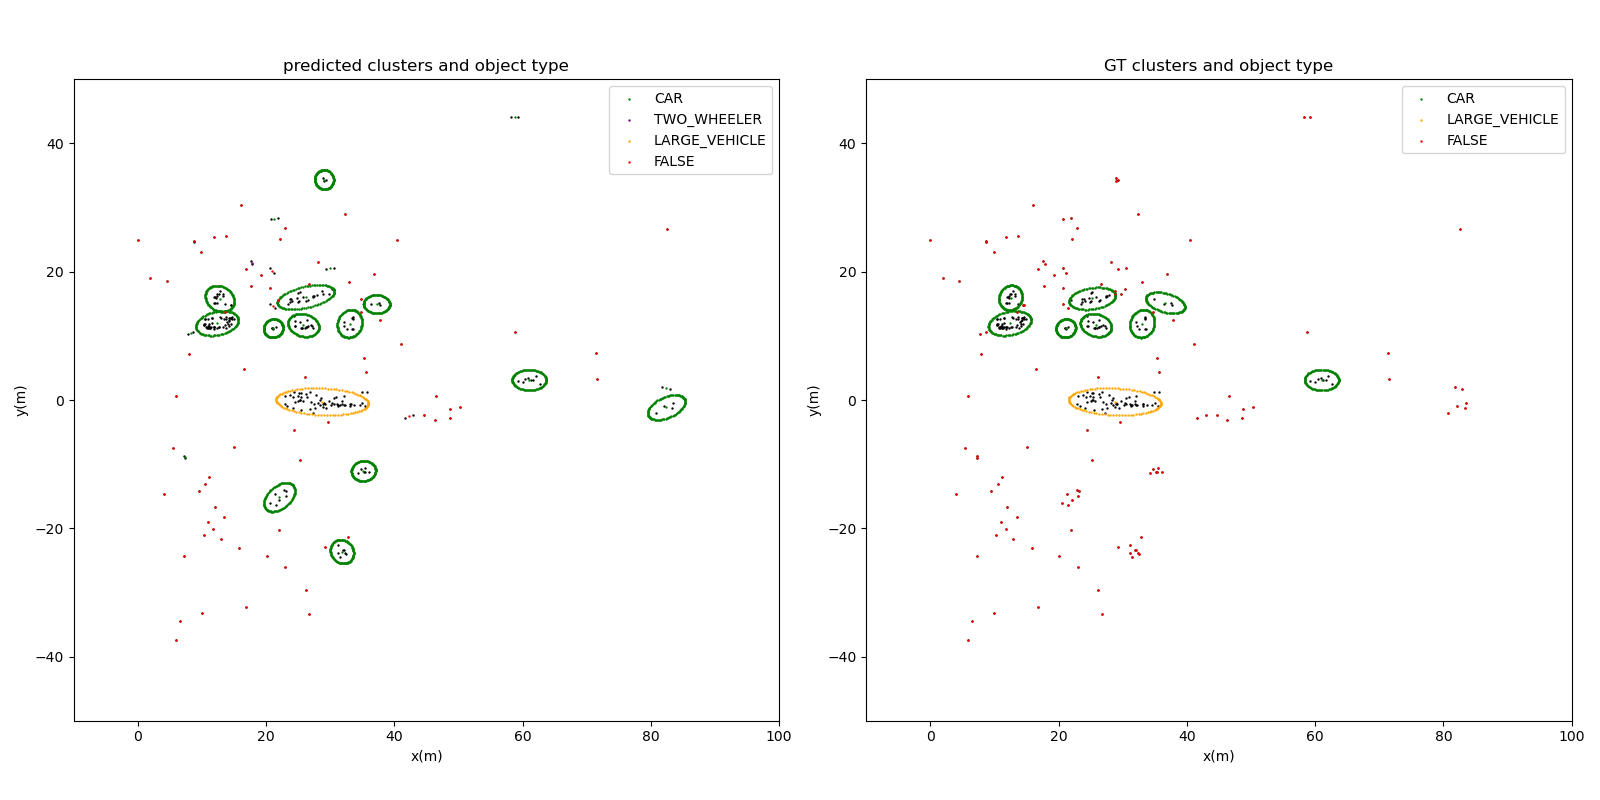 predicted clusters and object type
CAR
TWO_WHEELER
LARGE_VEHICLE
FALSE
40
20
0
−20
−40
y(m)
0
20
40
60
80
100
x(m)
GT clusters and object type
CAR
LARGE_VEHICLE
FALSE
40
20
0
−20
−40
y(m)
0
20
40
60
80
100
x(m)